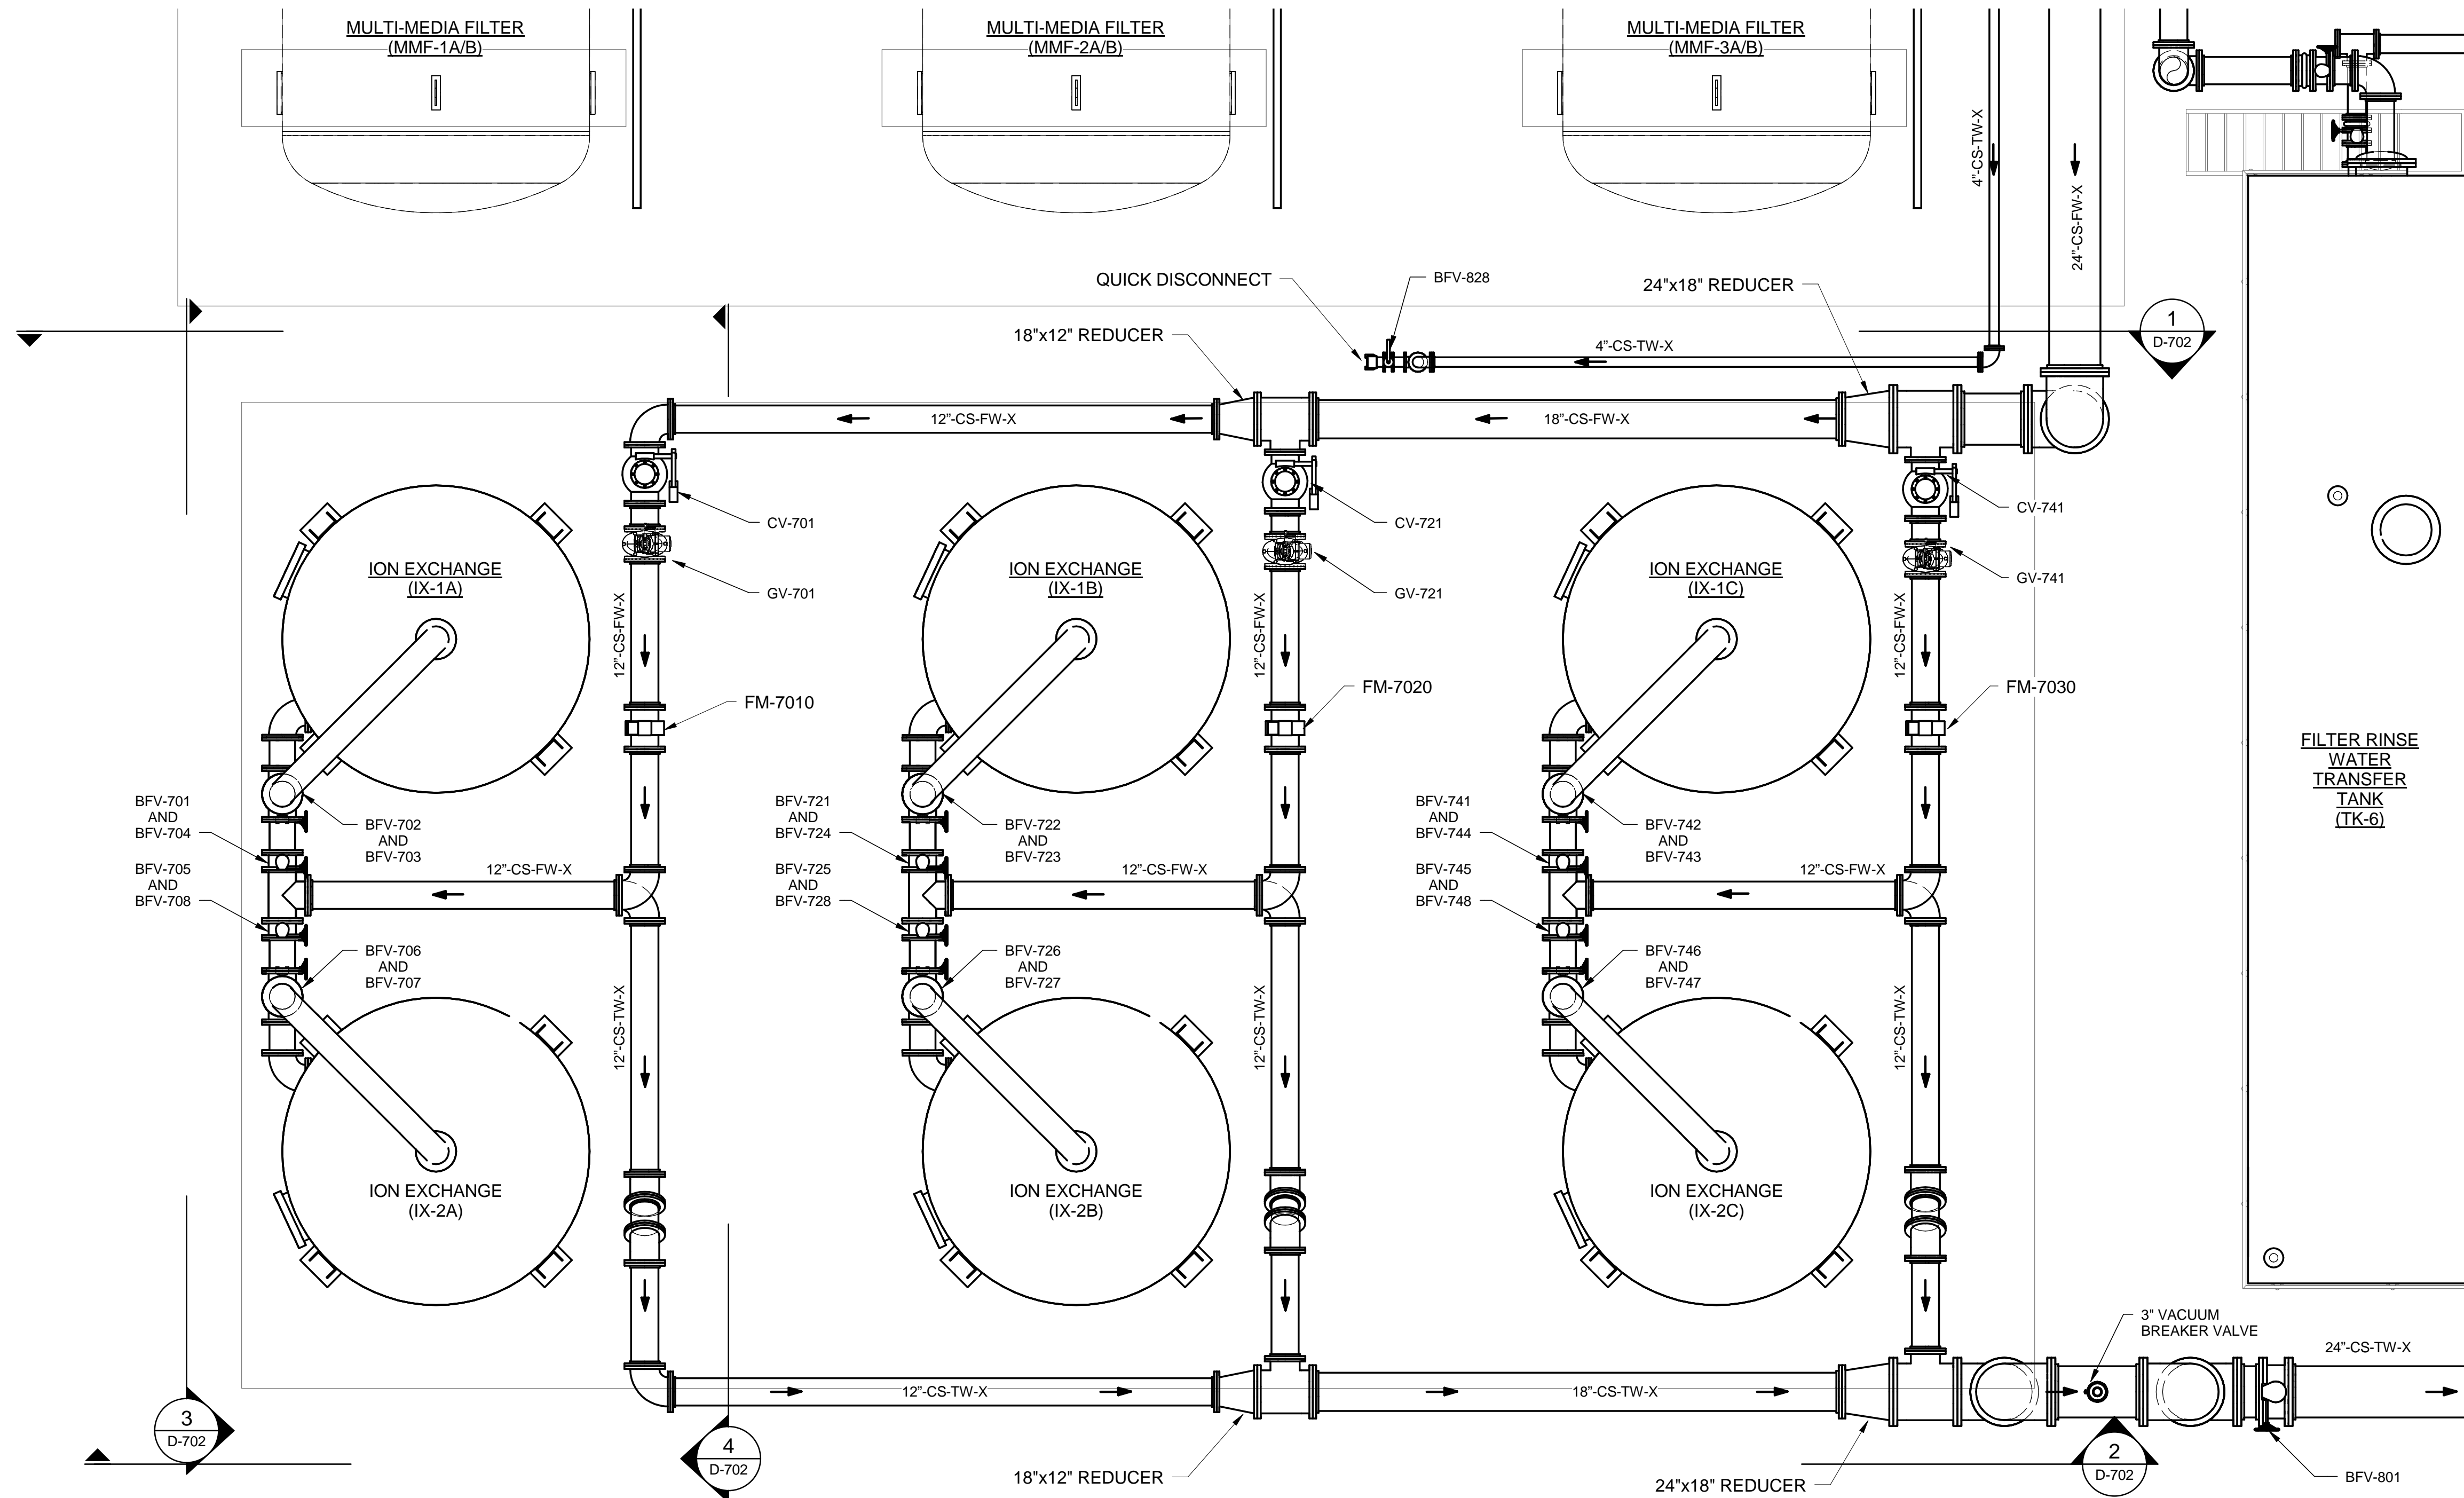 MULTI-MEDIA FILTER
(MMF-1A/B)
MULTI-MEDIA FILTER
(MMF-2A/B)
MULTI-MEDIA FILTER
(MMF-3A/B)
4"-CS-TW-X
24"-CS-FW-X
QUICK DISCONNECT
BFV-828
24"x18" REDUCER
18"x12" REDUCER
4"-CS-TW-X
1
D-702
12"-CS-FW-X
18"-CS-FW-X
CV-701
CV-721
CV-741
GV-701
GV-721
GV-741
ION EXCHANGE
(IX-1A)
ION EXCHANGE
(IX-1B)
ION EXCHANGE
(IX-1C)
12"-CS-FW-X
12"-CS-FW-X
12"-CS-FW-X
FM-7010
FM-7020
FM-7030
FILTER RINSE
WATER
TRANSFER
TANK
(TK-6)
BFV-701
AND
BFV-704
BFV-702
AND
BFV-703
BFV-721
AND
BFV-724
BFV-722
AND
BFV-723
BFV-741
AND
BFV-744
BFV-742
AND
BFV-743
BFV-705
AND
BFV-708
12"-CS-FW-X
BFV-725
AND
BFV-728
12"-CS-FW-X
BFV-745
AND
BFV-748
12"-CS-FW-X
BFV-706
AND
BFV-707
BFV-726
AND
BFV-727
BFV-746
AND
BFV-747
12"-CS-TW-X
12"-CS-TW-X
12"-CS-TW-X
ION EXCHANGE
(IX-2A)
ION EXCHANGE
(IX-2B)
ION EXCHANGE
(IX-2C)
3" VACUUM
BREAKER VALVE
24"-CS-TW-X
12"-CS-TW-X
18"-CS-TW-X
3
D-702
4
D-702
2
D-702
18"x12" REDUCER
24"x18" REDUCER
BFV-801